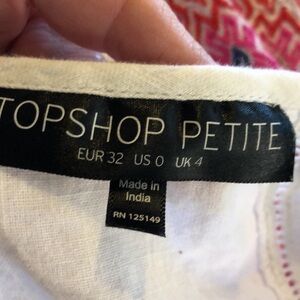 TOPSHOP PETITE
EUR 32 US 0 UK 4
Made in
India
RN 125149